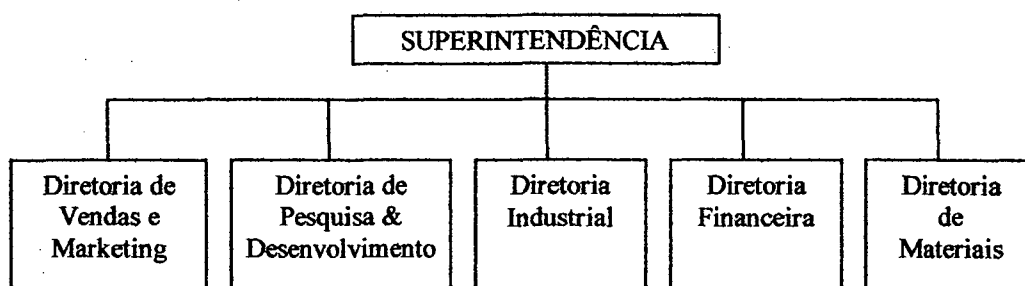 SUPERINTENDÊNCIA
Diretoria de
Vendas e
Marketing
Diretoria de
Pesquisa &
Desenvolvimento
Diretoria
Industrial
Diretoria
Financeira
Diretoria
de
Materiais